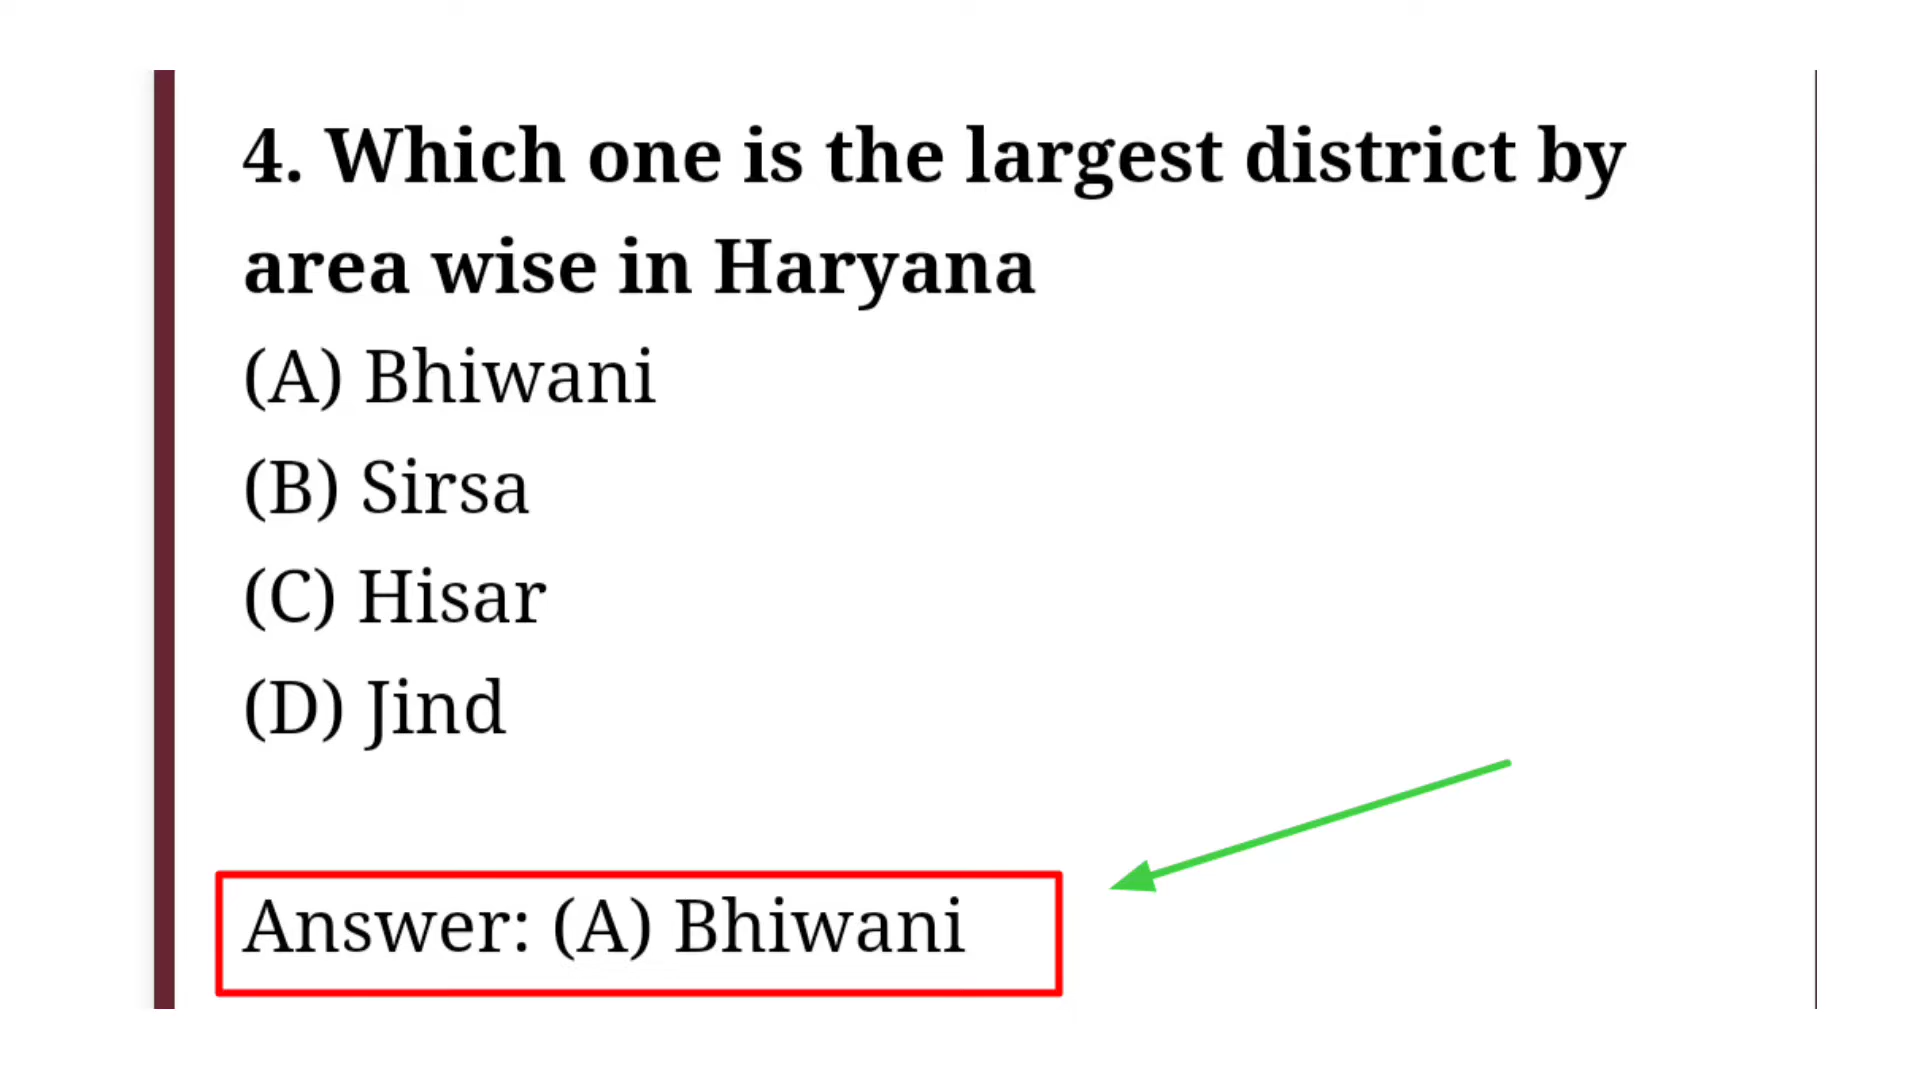 4. Which one is the largest district by
area wise in Haryana
(A) Bhiwani
(B) Sirsa
(C) Hisar
(D) Jind
Answer: (A) Bhiwani